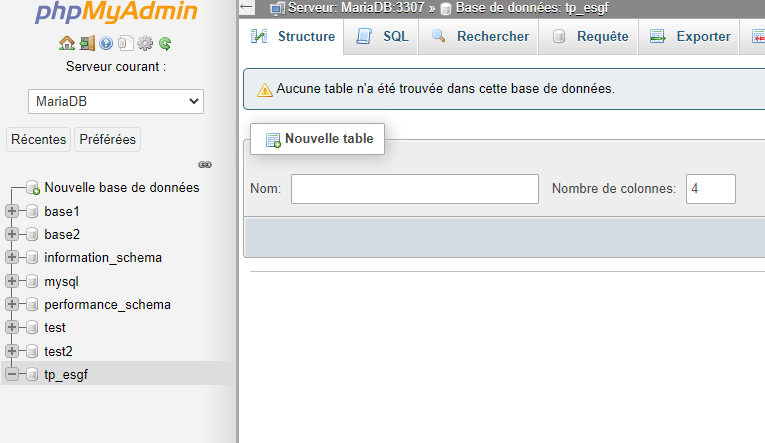 phpMyAdmin
Serveur courant :
MariaDB
Récentes Préférées
Nouvelle base de données
base1
base2
information_schema
mysql
performance_schema
test
test2
tp_esgf
Serveur: MariaDB:3307 » Base de données: tp_esgf
Structure SQL Rechercher Requête Exporter
Aucune table n'a été trouvée dans cette base de données.
Nouvelle table
Nom: Nombre de colonnes: 4